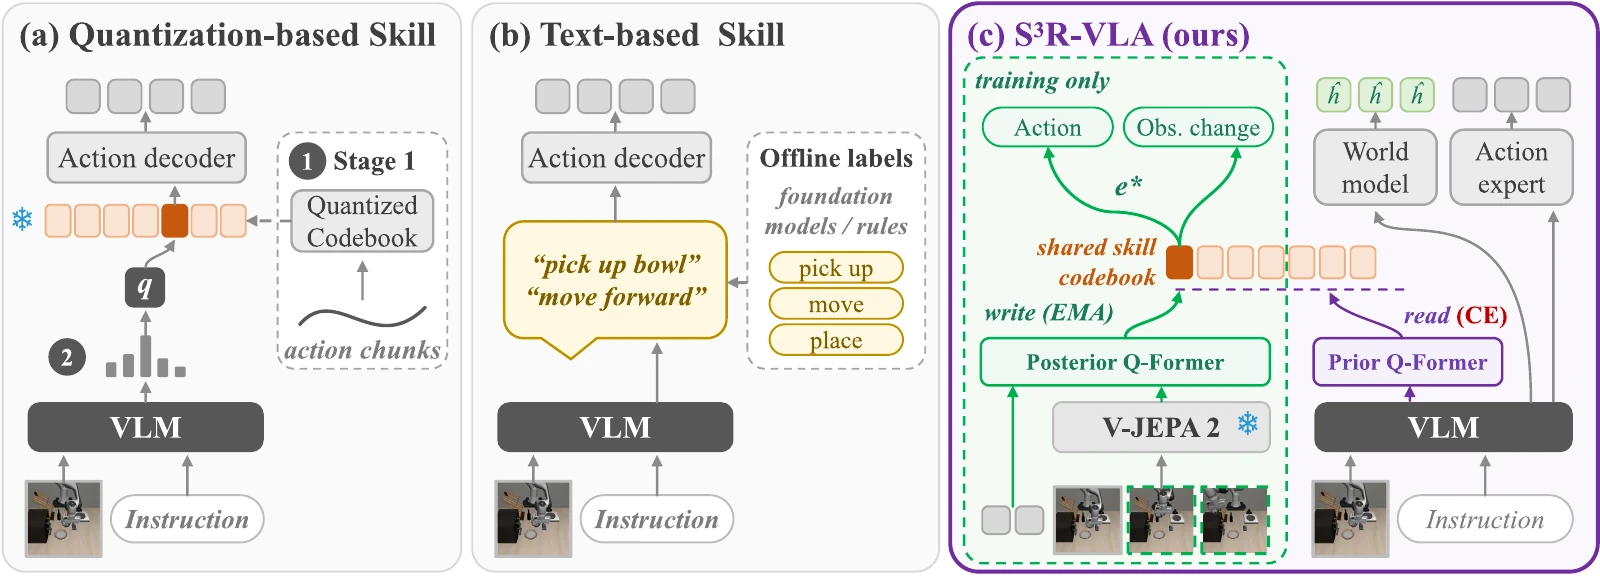 (a) Quantization-based Skill
Action decoder
1 Stage 1
Quantized
Codebook
action chunks
q
2
VLM
Instruction
(b) Text-based Skill
Action decoder
Offline labels
foundation
models / rules
pick up
move
place
“pick up bowl”
“move forward”
VLM
Instruction
(c) S³R-VLA (ours)
training only
Action
Obs. change
e*
shared skill
codebook
write (EMA)
Posterior Q-Former
V-JEPA 2
ĥ ĥ ĥ
World
model
Action
expert
read (CE)
Prior Q-Former
VLM
Instruction